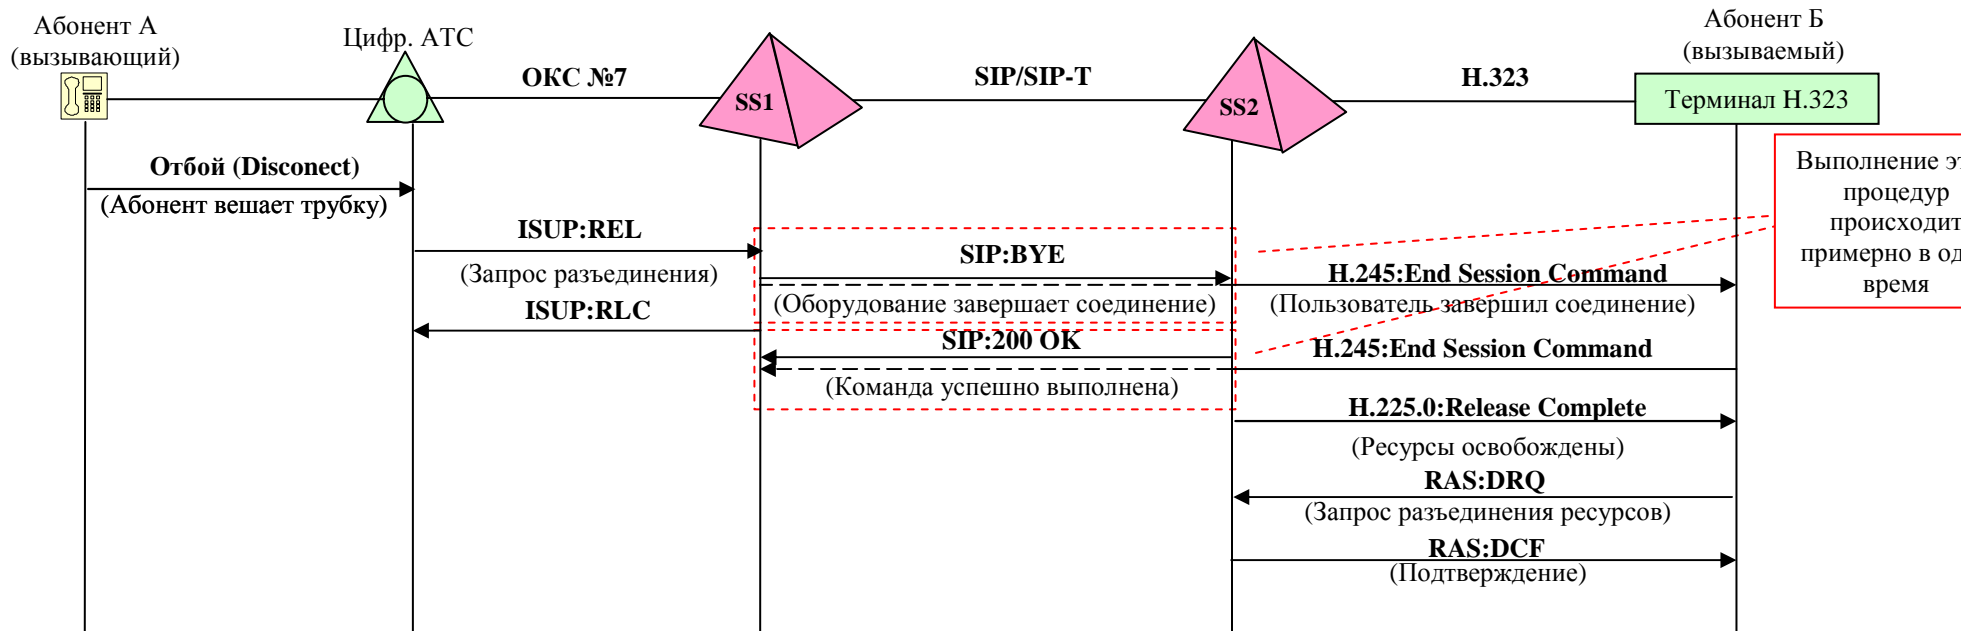 Абонент А
(вызывающий)
Цифр. АТС
ОКС №7
SS1
SIP/SIP-T
SS2
H.323
Абонент Б
(вызываемый)
Терминал H.323
Отбой (Disconect)
(Абонент вешает трубку)
ISUP:REL
(Запрос разъединения)
SIP:BYE
(Оборудование завершает соединение)
H.245:End Session Command
(Пользователь завершил соединение)
Выполнение
процедур
происходит
примерно в
время
ISUP:RLC
SIP:200 OK
(Команда успешно выполнена)
H.245:End Session Command
H.225.0:Release Complete
(Ресурсы освобождены)
RAS:DRQ
(Запрос разъединения ресурсов)
RAS:DCF
(Подтверждение)